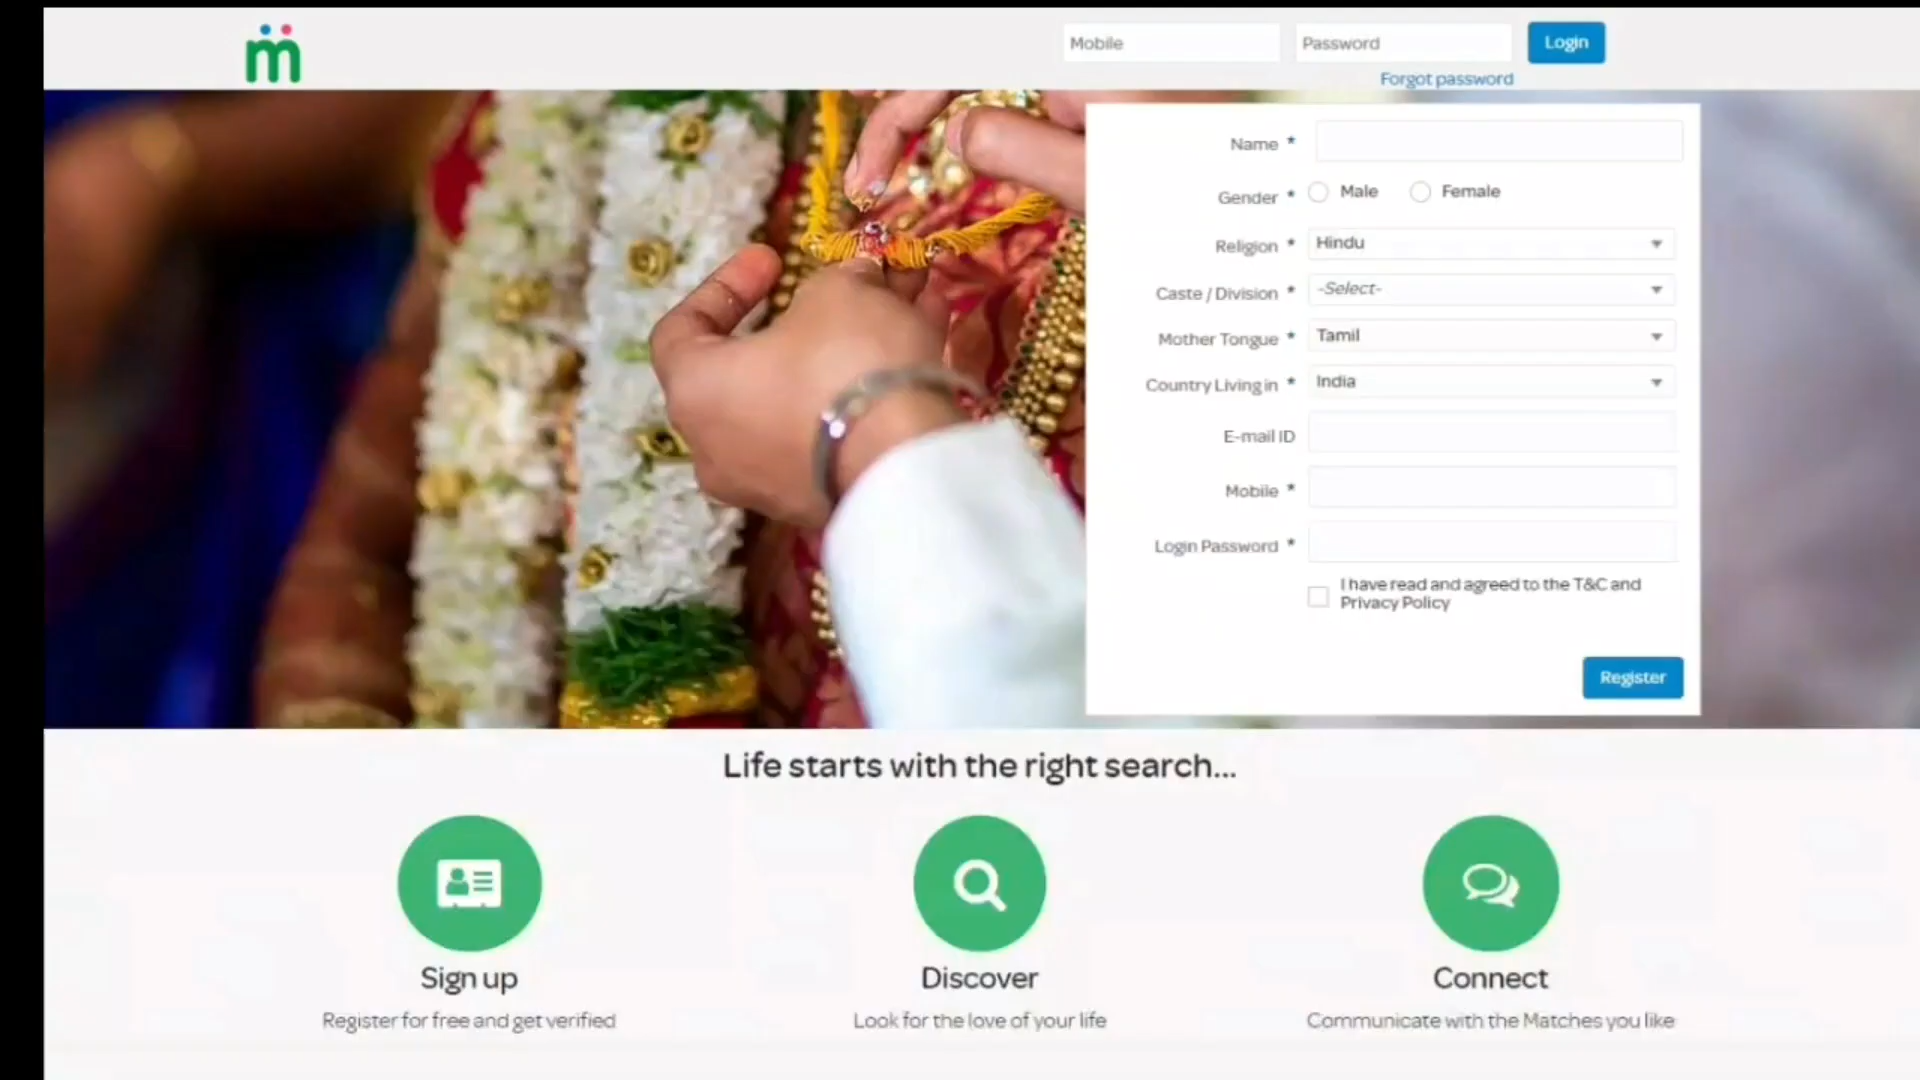 m
Mobile
Password
Login
Forgot password
Name *
Gender * Male Female
Religion * Hindu
Caste / Division * -Select-
Mother Tongue * Tamil
Country Living in * India
E-mail ID
Mobile *
Login Password *
I have read and agreed to the T&C and
Privacy Policy
Register
Life starts with the right search...
Sign up
Register for free and get verified
Discover
Look for the love of your life
Connect
Communicate with the Matches you like